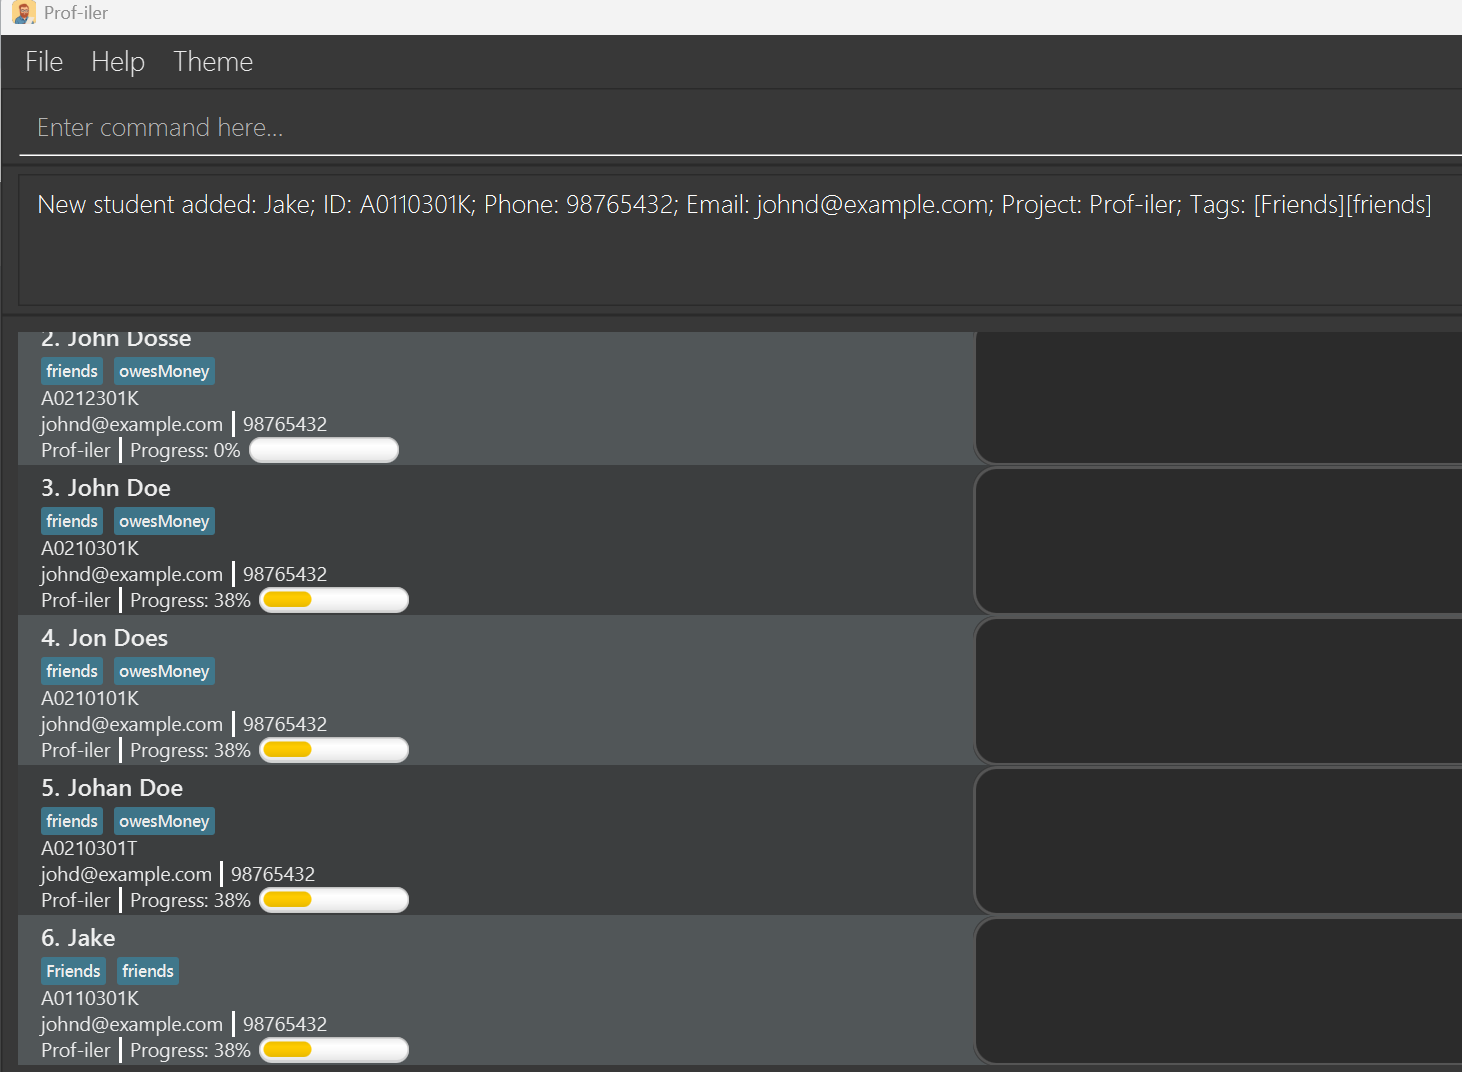 Prof-iler
File Help Theme
Enter command here...
New student added: Jake; ID: A0110301K; Phone: 98765432; Email: johnd@example.com; Project: Prof-iler; Tags: [Friends][friends]
2. John Dosse
friends owesMoney
A0212301K
johnd@example.com 98765432
Prof-iler Progress: 0%
3. John Doe
friends owesMoney
A0210301K
johnd@example.com 98765432
Prof-iler Progress: 38%
4. Jon Does
friends owesMoney
A0210101K
johnd@example.com 98765432
Prof-iler Progress: 38%
5. Johan Doe
friends owesMoney
A0210301T
johd@example.com 98765432
Prof-iler Progress: 38%
6. Jake
Friends friends
A0110301K
johnd@example.com 98765432
Prof-iler Progress: 38%